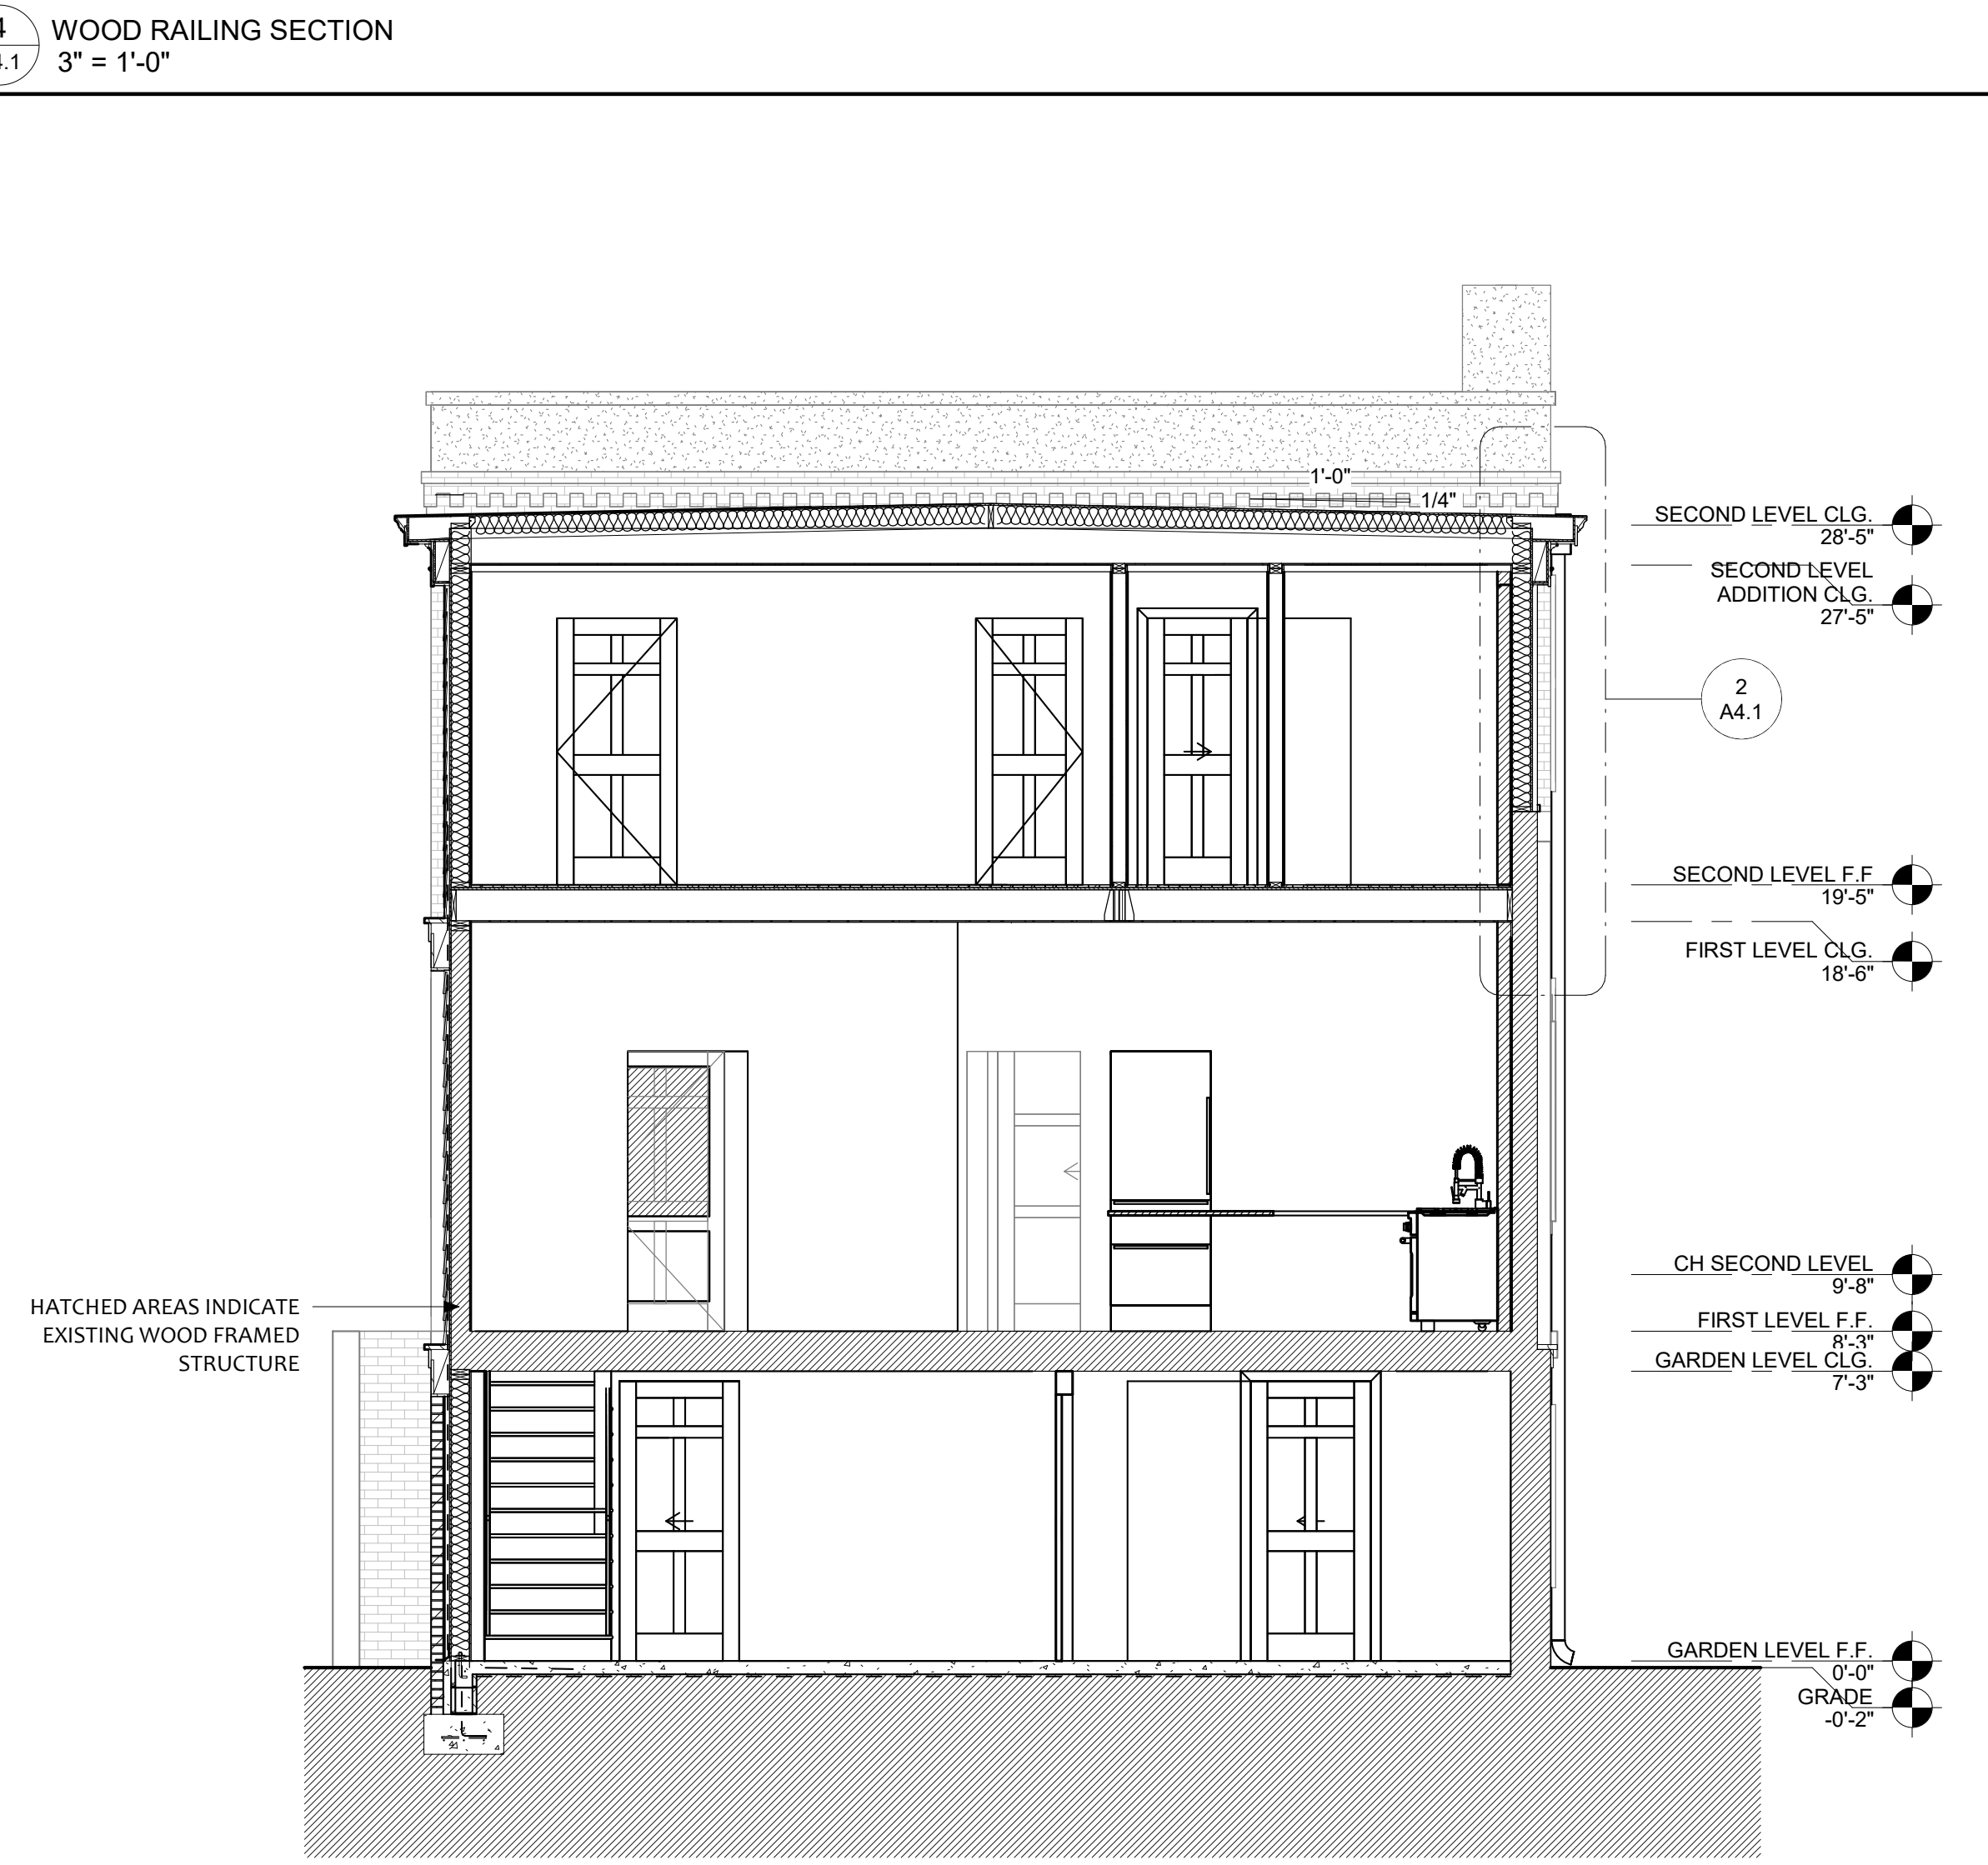 4
WOOD RAILING SECTION
3" = 1'-0"
1'-0"
1/4"
SECOND LEVEL CLG.
28'-5"
SECOND LEVEL
ADDITION CLG.
27'-5"
2
A4.1
SECOND LEVEL F.F
19'-5"
FIRST LEVEL CLG.
18'-6"
CH SECOND LEVEL
9'-8"
FIRST LEVEL F.F.
8'-3"
GARDEN LEVEL CLG.
7'-3"
HATCHED AREAS INDICATE
EXISTING WOOD FRAMED
STRUCTURE
GARDEN LEVEL F.F.
0'-0"
GRADE
-0'-2"